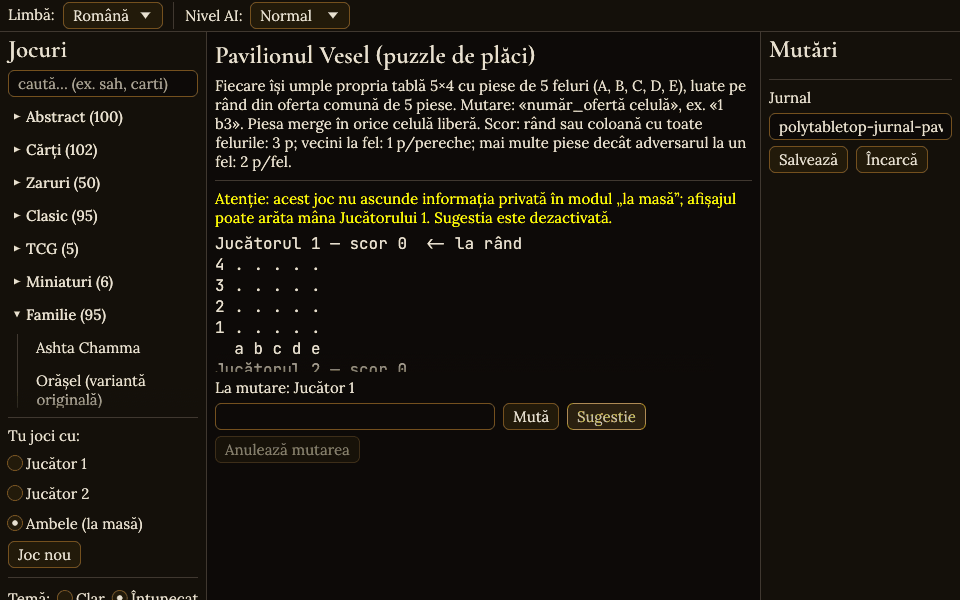 Limbă: Română ▼ Nivel AI: Normal ▼
Jocuri
caută... (ex. sah, carti)
▸ Abstract (100)
▸ Cărți (102)
▸ Zaruri (50)
▸ Clasic (95)
▸ TCG (5)
▸ Miniaturi (6)
▾ Familie (95)
Ashta Chamma
Orășel (variantă
originală)
Tu joci cu:
Jucător 1
Jucător 2
Ambele (la masă)
Joc nou
Temă: Clar Întunecat
Pavilionul Vesel (puzzle de plăci)
Fiecare își umple propria tablă 5×4 cu piese de 5 feluri (A, B, C, D, E), luate pe
rând din oferta comună de 5 piese. Mutare: «număr_ofertă celulă», ex. «1
b3». Piesa merge în orice celulă liberă. Scor: rând sau coloană cu toate
felurile: 3 p; vecini la fel: 1 p/pereche; mai multe piese decât adversarul la un
fel: 2 p/fel.
Atenție: acest joc nu ascunde informația privată în modul „la masă”; afișajul
poate arăta mâna Jucătorului 1. Sugestia este dezactivată.
Jucătorul 1 — scor 0 ← la rând
4 . . . . .
3 . . . . .
2 . . . . .
1 . . . . .
a b c d e
Jucătorul 2 — scor 0
La mutare: Jucător 1
Mută Sugestie
Anulează mutarea
Mutări
Jurnal
polytabletop-jurnal-pav
Salvează Încarcă